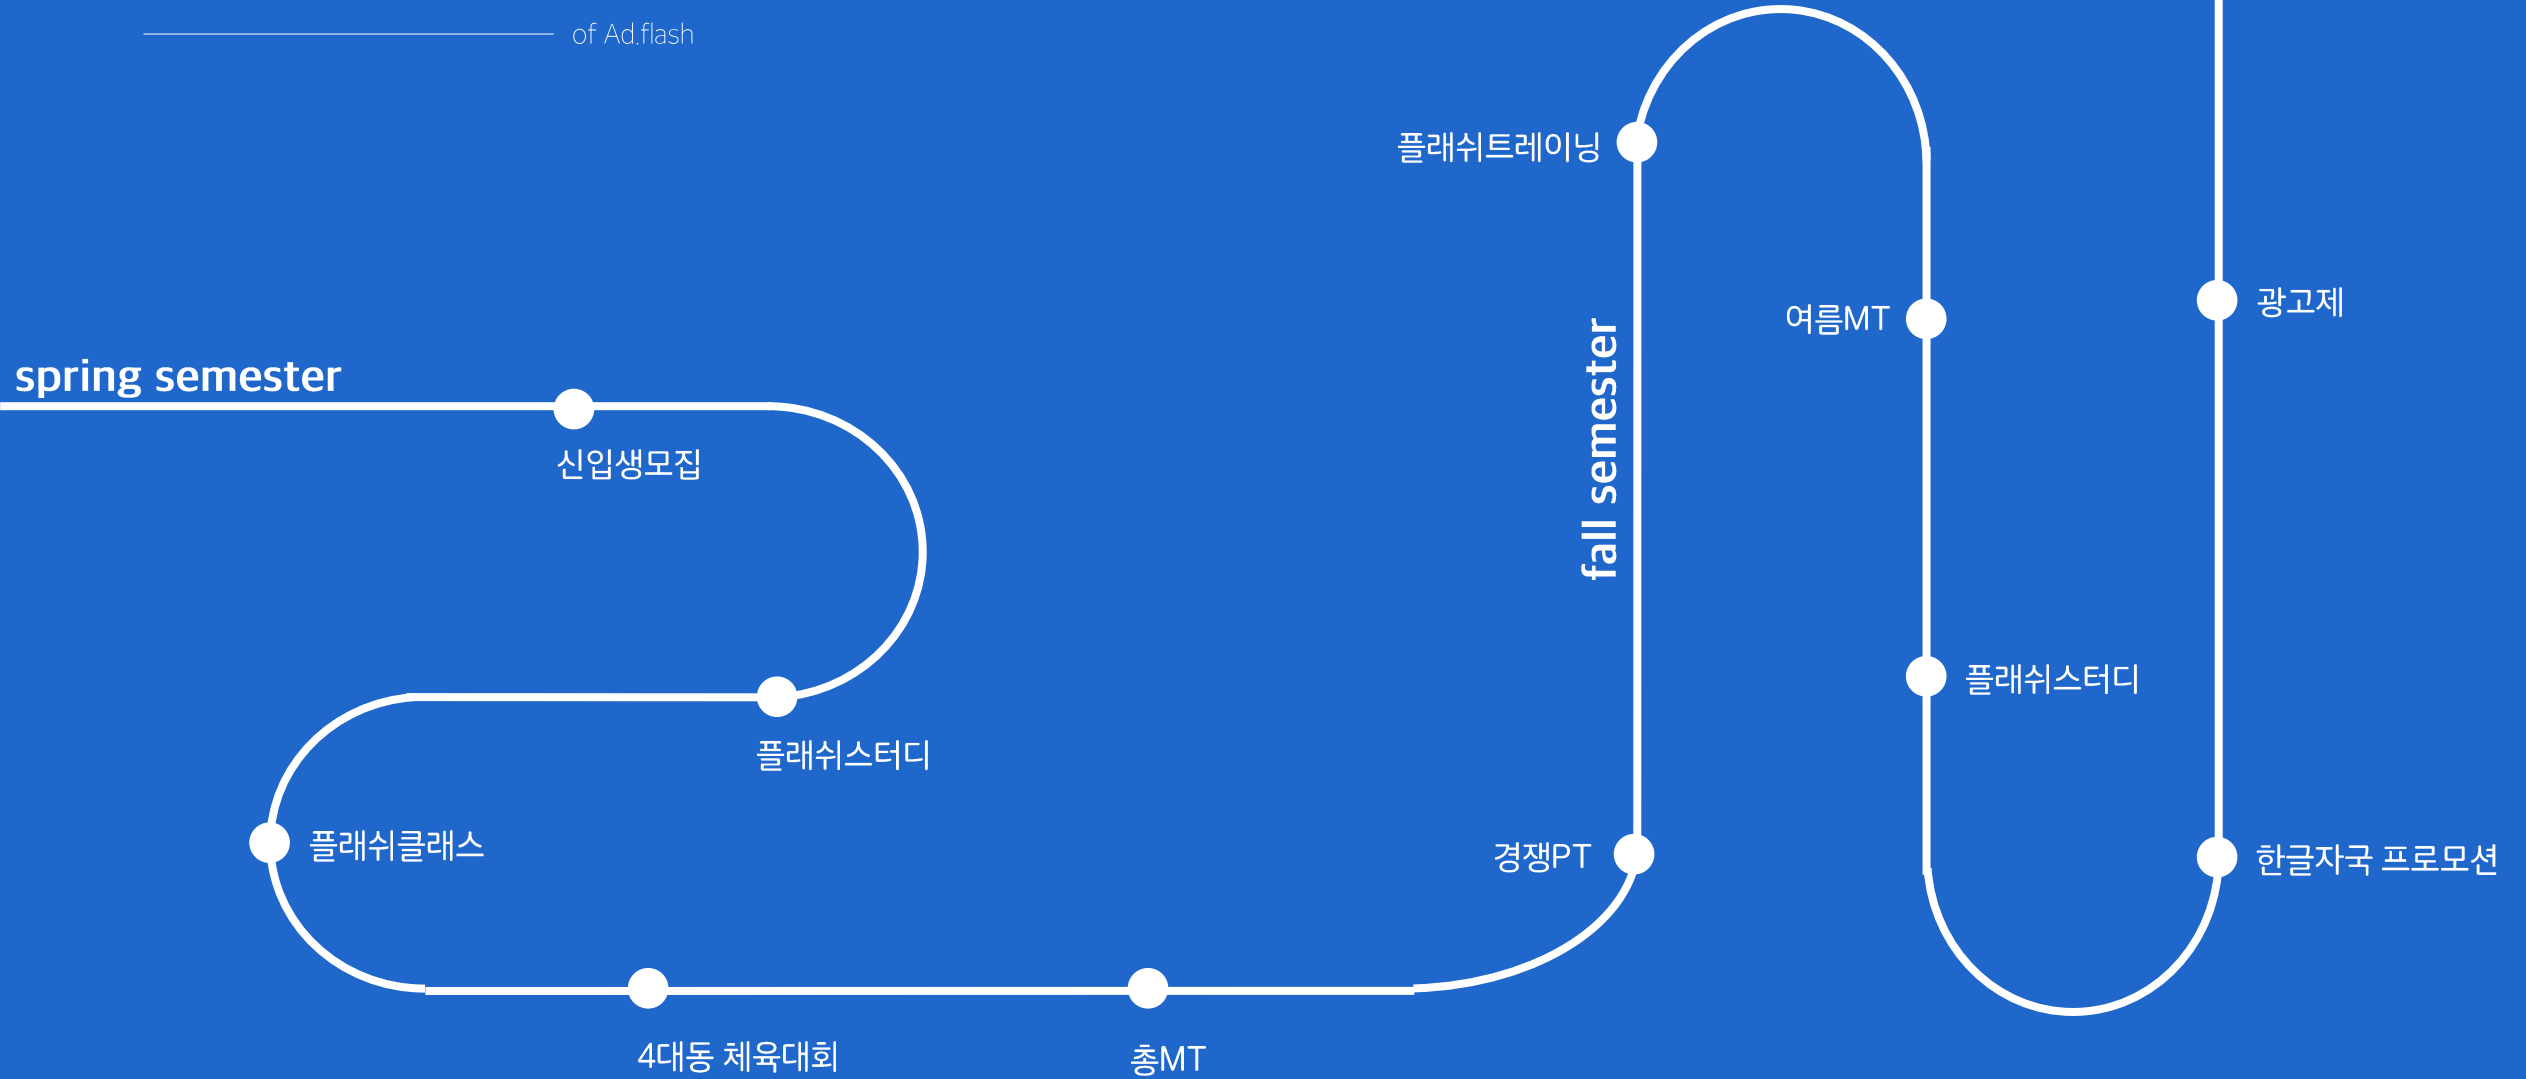 of Ad.flash
spring semester
신입생모집
플래쉬스터디
플래쉬클래스
4대동 체육대회
총MT
경쟁PT
fall semester
플래쉬트레이닝
여름MT
플래쉬스터디
한글자국 프로모션
광고제